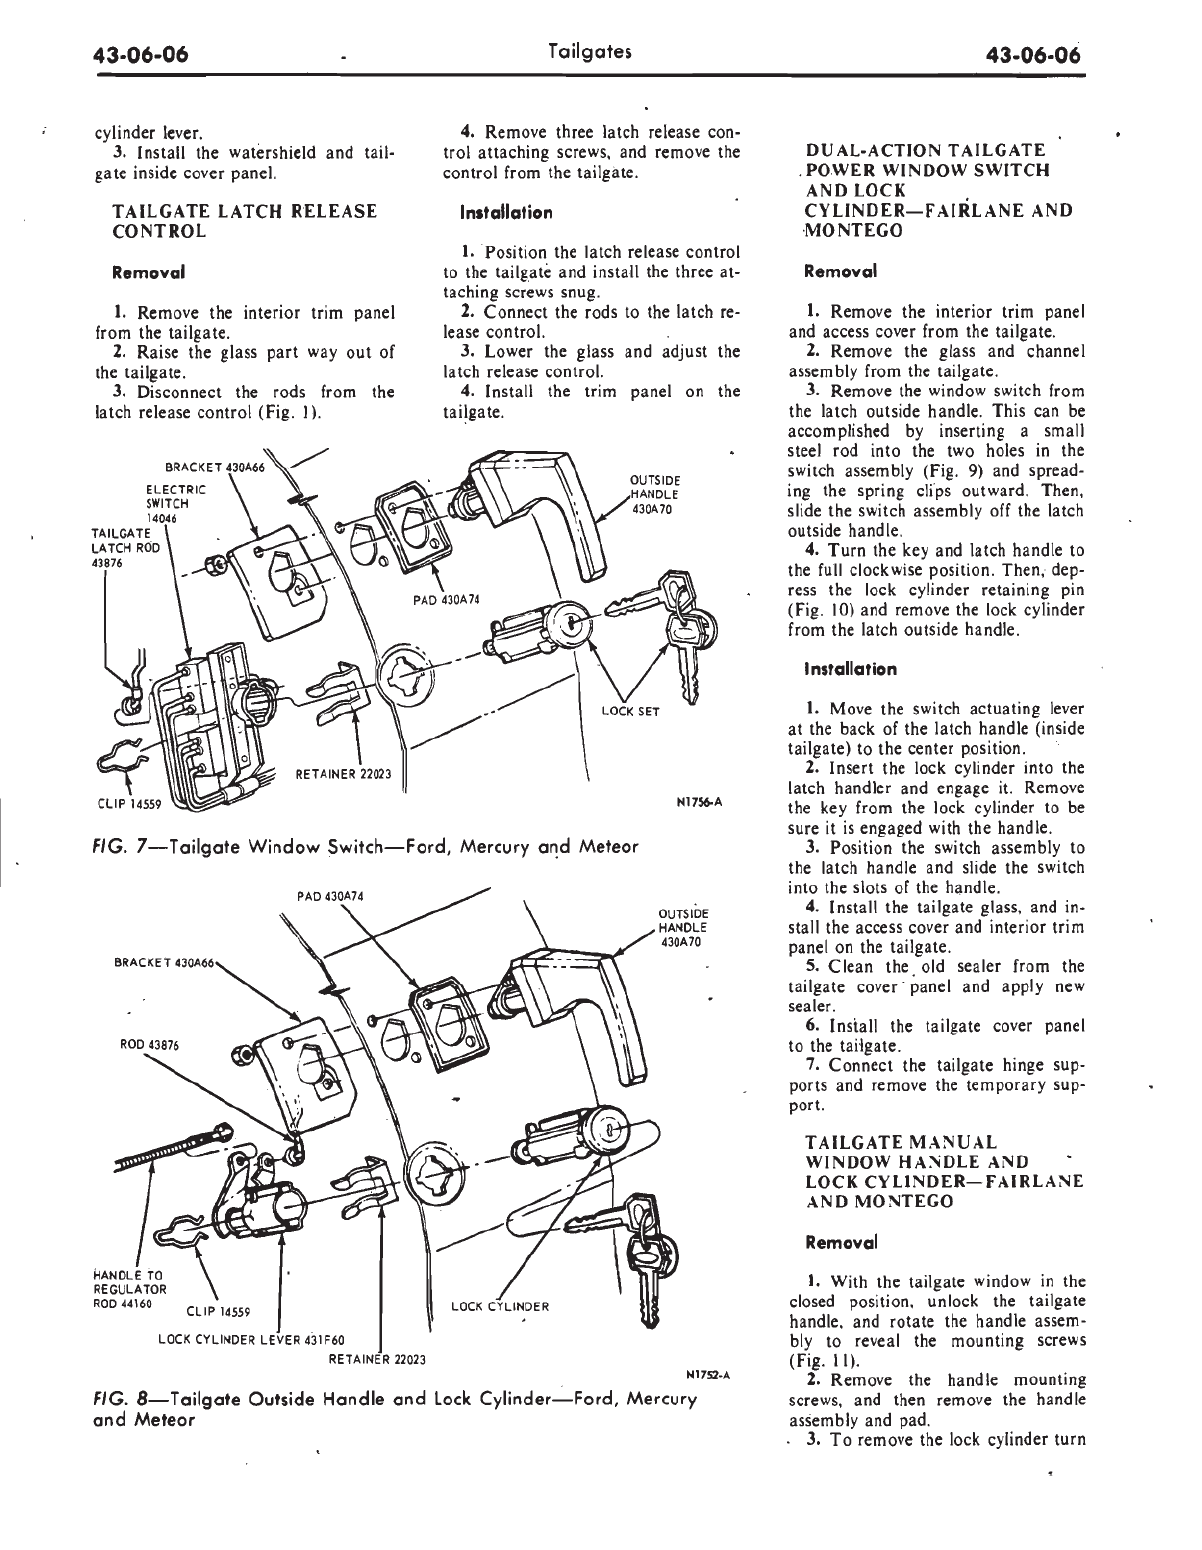 43-06-06
Tailgates
43-06-06
cylinder lever.
3. Install the watershield and tail-
gate inside cover panel.
TAILGATE LATCH RELEASE
CONTROL
Removal
1. Remove the interior trim panel
from the tailgate.
2. Raise the glass part way out of
the tailgate.
3. Disconnect the rods from the
latch release control (Fig. 1).
4. Remove three latch release con-
trol attaching screws, and remove the
control from the tailgate.
Installation
1. Position the latch release control
to the tailgate and install the three at-
taching screws snug.
2. Connect the rods to the latch re-
lease control.
3. Lower the glass and adjust the
latch release control.
4. Install the trim panel on the
tailgate.
BRACKET 430A66
ELECTRIC
SWITCH
14046
TAILGATE
LATCH ROD
43876
OUTSIDE
HANDLE
430A70
PAD 430A74
LOCK SET
RETAINER 22023
CLIP 14559
N1756-A
FIG. 7—Tailgate Window Switch—Ford, Mercury and Meteor
PAD 430A74
OUTSIDE
HANDLE
430A70
BRACKET 430A66
ROD 43876
HANDLE TO
REGULATOR
ROD 44160
CLIP 14559
LOCK CYLINDER
LOCK CYLINDER LEVER 431F60
RETAINER 22023
N1752-A
FIG. 8—Tailgate Outside Handle and Lock Cylinder—Ford, Mercury
and Meteor
DUAL-ACTION TAILGATE
POWER WINDOW SWITCH
AND LOCK
CYLINDER—FAIRLANE AND
MONTEGO
Removal
1. Remove the interior trim panel
and access cover from the tailgate.
2. Remove the glass and channel
assembly from the tailgate.
3. Remove the window switch from
the latch outside handle. This can be
accomplished by inserting a small
steel rod into the two holes in the
switch assembly (Fig. 9) and spread-
ing the spring clips outward. Then,
slide the switch assembly off the latch
outside handle.
4. Turn the key and latch handle to
the full clockwise position. Then, dep-
ress the lock cylinder retaining pin
(Fig. 10) and remove the lock cylinder
from the latch outside handle.
Installation
1. Move the switch actuating lever
at the back of the latch handle (inside
tailgate) to the center position.
2. Insert the lock cylinder into the
latch handler and engage it. Remove
the key from the lock cylinder to be
sure it is engaged with the handle.
3. Position the switch assembly to
the latch handle and slide the switch
into the slots of the handle.
4. Install the tailgate glass, and in-
stall the access cover and interior trim
panel on the tailgate.
5. Clean the old sealer from the
tailgate cover panel and apply new
sealer.
6. Install the tailgate cover panel
to the tailgate.
7. Connect the tailgate hinge sup-
ports and remove the temporary sup-
port.
TAILGATE MANUAL
WINDOW HANDLE AND
LOCK CYLINDER—FAIRLANE
AND MONTEGO
Removal
1. With the tailgate window in the
closed position, unlock the tailgate
handle, and rotate the handle assem-
bly to reveal the mounting screws
(Fig. 11).
2. Remove the handle mounting
screws, and then remove the handle
assembly and pad.
3. To remove the lock cylinder turn